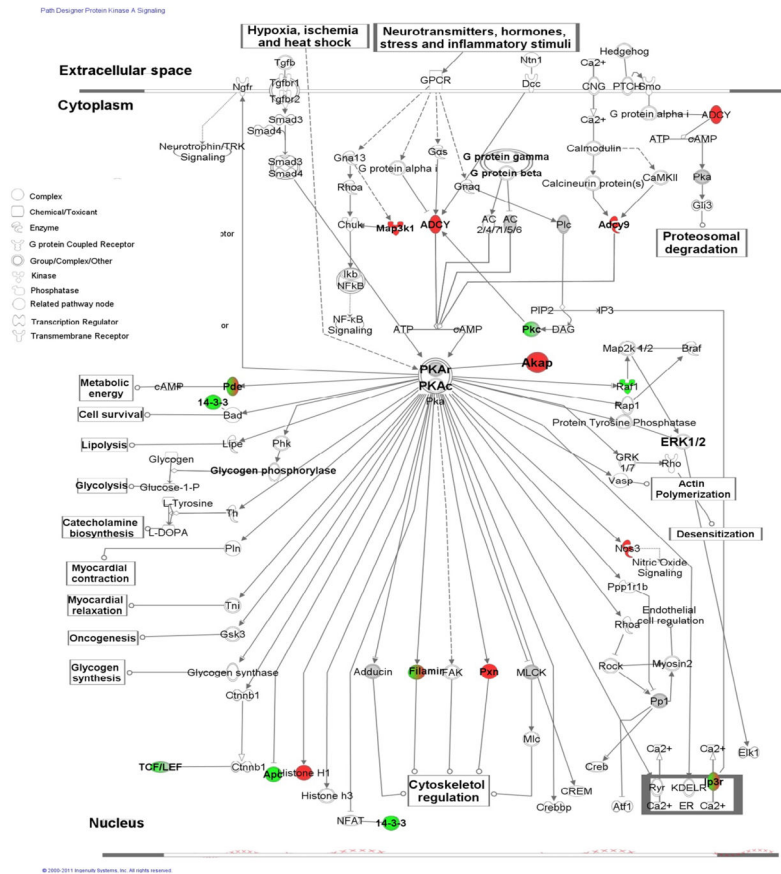 Path Designer Protein Kinase A Signaling
Hypoxia, ischemia
and heat shock
Neurotransmitters, hormones,
stress and inflammatory stimuli
Extracellular space
Tgfb
Tgfbr1
Tgfbr2
Ngfr
GPCR
Ntn1
Dcc
Ca2+
CNG
Hedgehog
PTCH
Smo
Cytoplasm
Smad3
Smad4
Smad3
Smad4
Neurotrophin/TRK
Signaling
Gna13
G protein alpha i
Gαs
Gnaq
G protein gamma
G protein beta
Ca2+
Calmodulin
Calcineurin protein(s)
CaMKII
G protein alpha i
ADCY
ATP
cAMP
Pka
Gli3
Proteosomal
degradation
Complex
Chemical/Toxicant
Enzyme
G protein Coupled Receptor
Group/Complex/Other
Kinase
Phosphatase
Related pathway node
Transcription Regulator
Transmembrane Receptor
tor
or
Rhoa
Chuk
Map3k1
ADCY
AC
2/4/7
AC
1/5/6
Plc
Adcy9
Ikb
NFkB
NF-κB
Signaling
ATP
cAMP
PIP2
IP3
Pkc
DAG
Map2k 1/2
Braf
PKAr
PKAc
Pka
Akap
Raf1
Rap1
Protein Tyrosine Phosphatase
ERK1/2
Metabolic
energy
cAMP
Pde
14-3-3
Cell survival
Bad
Lipolysis
Lipe
Phk
Glycogen
Glycogen phosphorylase
Glycolysis
Glucose-1-P
L-Tyrosine
Th
Catecholamine
biosynthesis
L-DOPA
Pln
Myocardial
contraction
Myocardial
relaxation
Tni
Oncogenesis
Gsk3
Glycogen
synthesis
Glycogen synthase
Ctnnb1
GRK
1/7
Rho
Vasp
Actin
Polymerization
Desensitization
Nos3
Nitric Oxide
Signaling
Ppp1r1b
Endothelial
cell regulation
Rhoa
Rock
Myosin2
Pp1
Adducin
Filamin
FAK
Pxn
MLCK
Mlc
TCF/LEF
Ctnnb1
Apc
Histone H1
Histone h3
NFAT
14-3-3
Cytoskeletol
regulation
Creb
CREM
Crebbp
Atf1
Ca2+
Ryr
Ca2+
KDELR
ER
Ca2+
Ip3r
Ca2+
Elk1
Nucleus
© 2000-2011 Ingenuity Systems, Inc. All rights reserved.